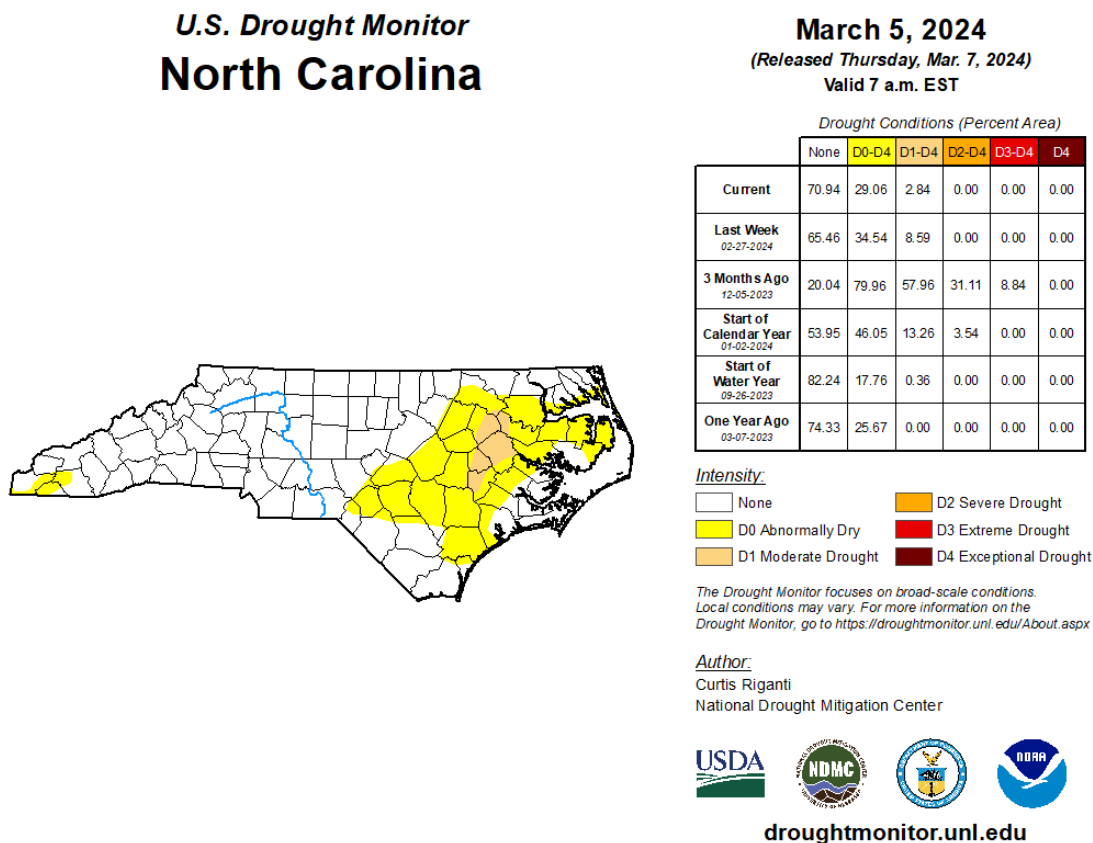 U.S. Drought Monitor
North Carolina
March 5, 2024
(Released Thursday, Mar. 7, 2024)
Valid 7 a.m. EST
Drought Conditions (Percent Area)
None D0-D4 D1-D4 D2-D4 D3-D4 D4
Current 70.94 29.06 2.84 0.00 0.00 0.00
Last Week
02-27-2024
65.46 34.54 8.59 0.00 0.00 0.00
3 Months Ago
12-05-2023
20.04 79.96 57.96 31.11 8.84 0.00
Start of
Calendar Year
01-02-2024
53.95 46.05 13.26 3.54 0.00 0.00
Start of
Water Year
09-26-2023
82.24 17.76 0.36 0.00 0.00 0.00
One Year Ago
03-07-2023
74.33 25.67 0.00 0.00 0.00 0.00
Intensity:
None
D0 Abnormally Dry
D1 Moderate Drought
D2 Severe Drought
D3 Extreme Drought
D4 Exceptional Drought
The Drought Monitor focuses on broad-scale conditions.
Local conditions may vary. For more information on the
Drought Monitor, go to https://droughtmonitor.unl.edu/About.aspx
Author:
Curtis Riganti
National Drought Mitigation Center
USDA
NDMC
NOAA
droughtmonitor.unl.edu